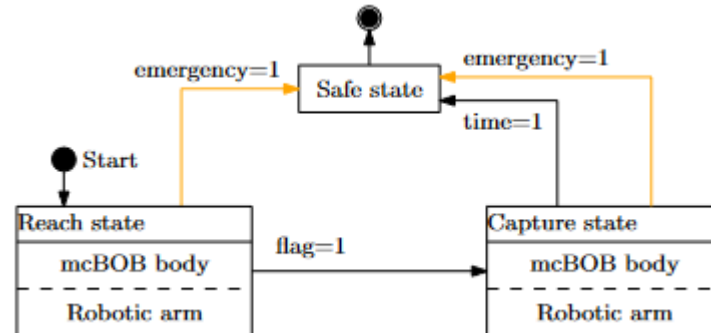 emergency=1
emergency=1
Safe state
time=1
Start
Reach state
Capture state
flag=1
mcBOB body
mcBOB body
Robotic arm
Robotic arm